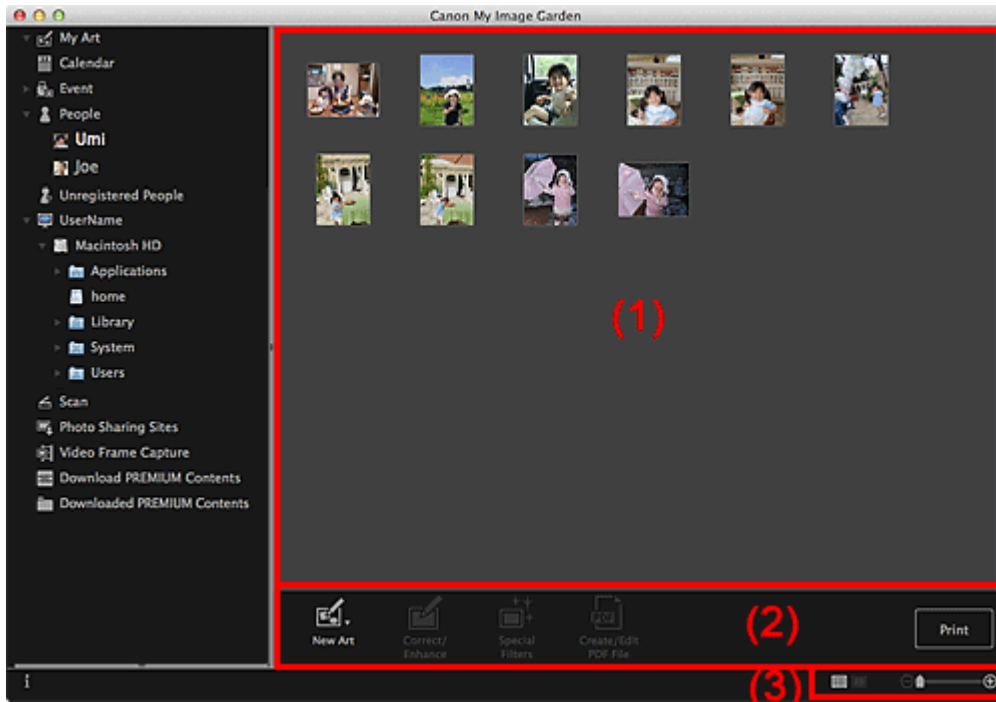 Canon My Image Garden
My Art
Calendar
Event
People
Umi
Joe
Unregistered People
UserName
Macintosh HD
Applications
home
Library
System
Users
Scan
Photo Sharing Sites
Video Frame Capture
Download PREMIUM Contents
Downloaded PREMIUM Contents
(1)
New Art
Correct/
Enhance
Special
Filters
PDF
Create/Edit
PDF File
(2)
Print
(3)